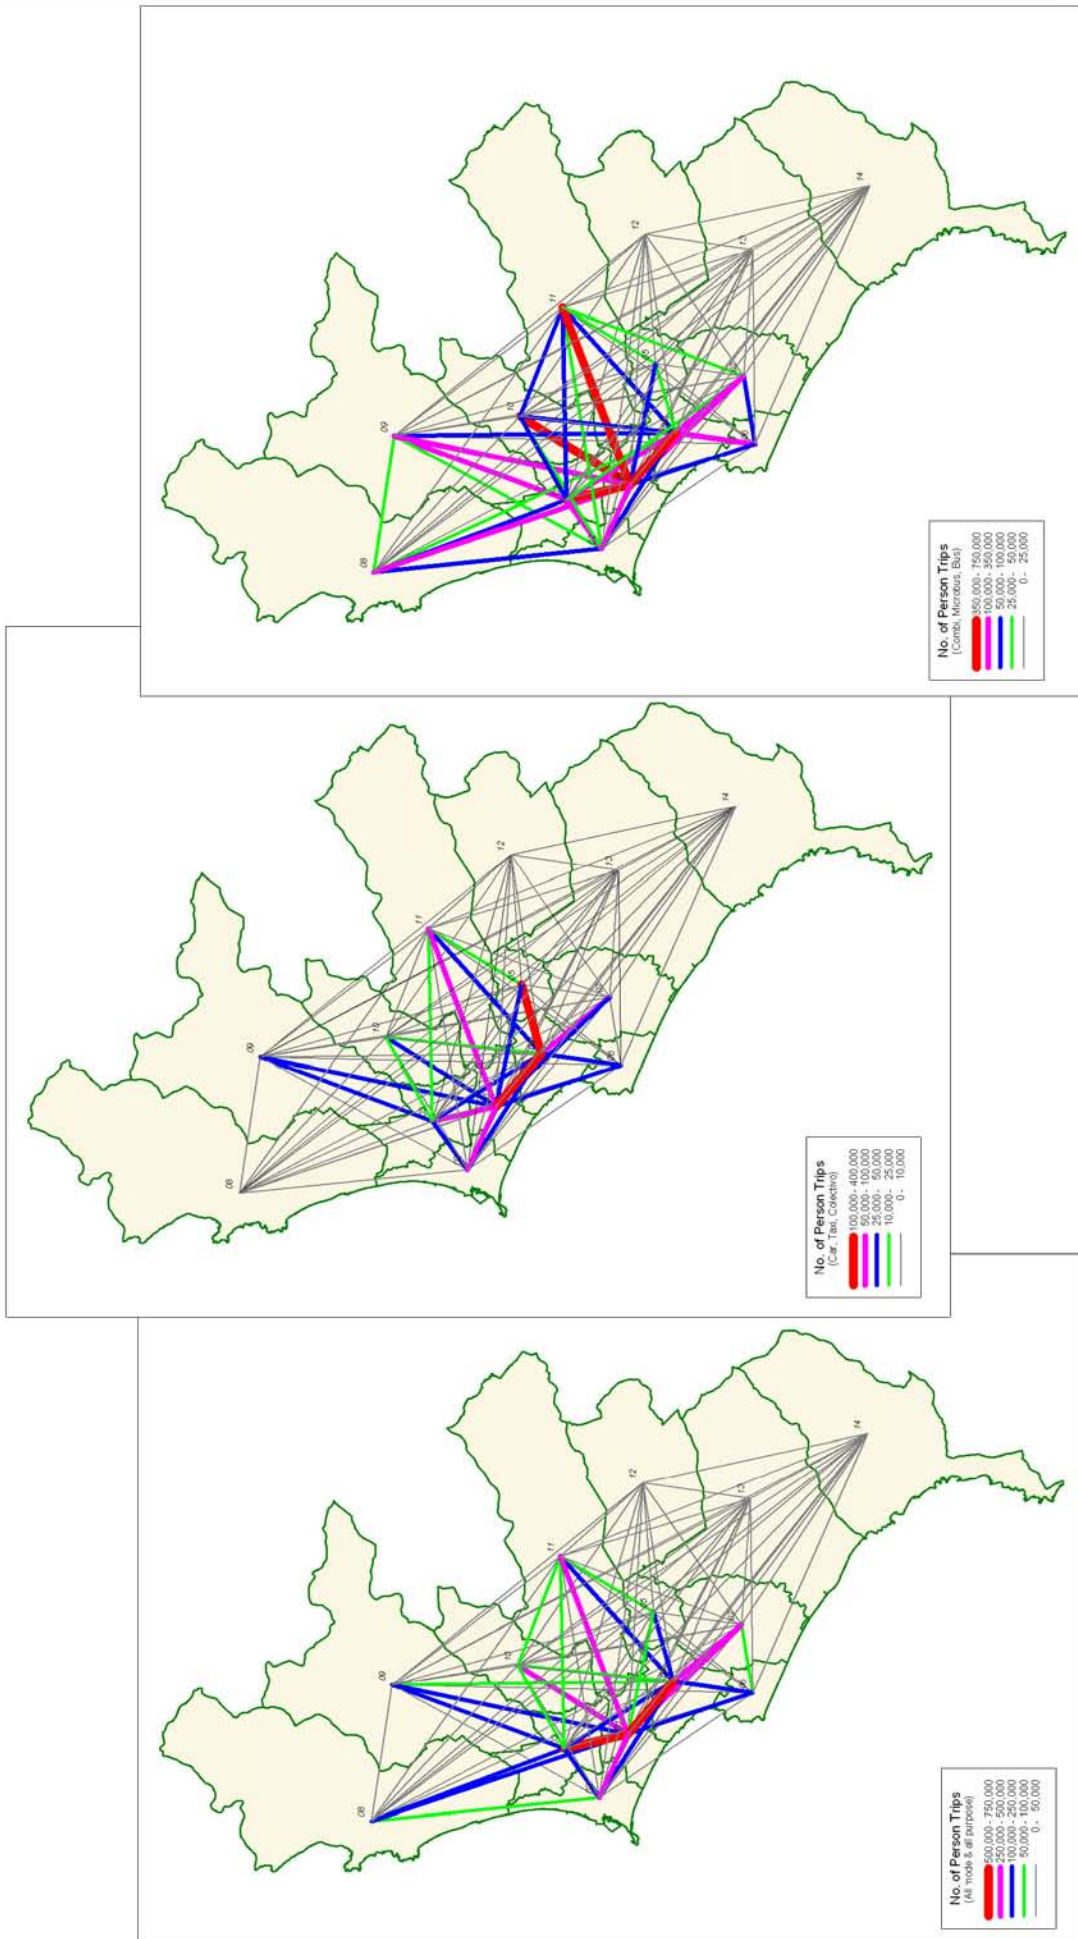 08
09
10
11
12
13
14
No. of Person Trips
(All mode & all purpose)
500,000 - 750,000
250,000 - 500,000
100,000 - 250,000
50,000 - 100,000
0 - 50,000
08
09
10
11
12
13
14
No. of Person Trips
(Car, Taxi, Colectivo)
100,000 - 400,000
50,000 - 100,000
25,000 - 50,000
10,000 - 25,000
0 - 10,000
08
09
10
11
12
13
14
No. of Person Trips
(Combi, Microbus, Bus)
350,000 - 750,000
100,000 - 350,000
50,000 - 100,000
25,000 - 50,000
0 - 25,000